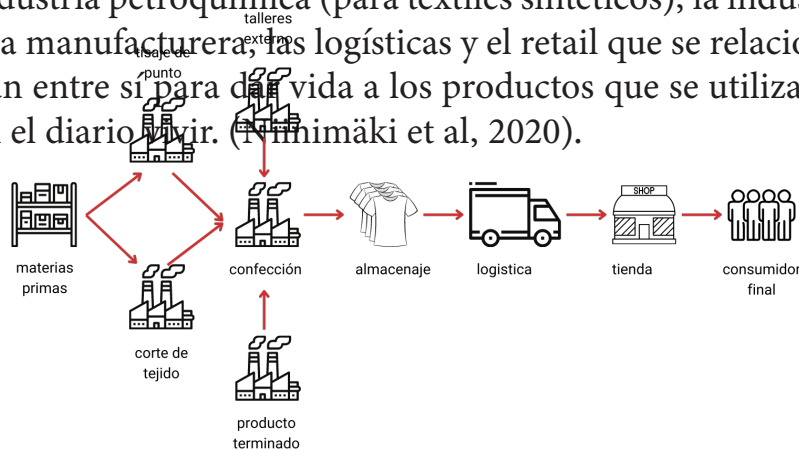 dustria petroquímica (para textiles sintéticos), la indus
a manufacturera, las logísticas y el retail que se relacio
n entre sí para dar vida a los productos que se utiliza
el diario vivir. (Niinimäki et al, 2020).
talleres
externo
tisaje de
punto
SHOP
materias
primas
confección
almacenaje
logistica
tienda
consumidor
final
corte de
tejido
producto
terminado